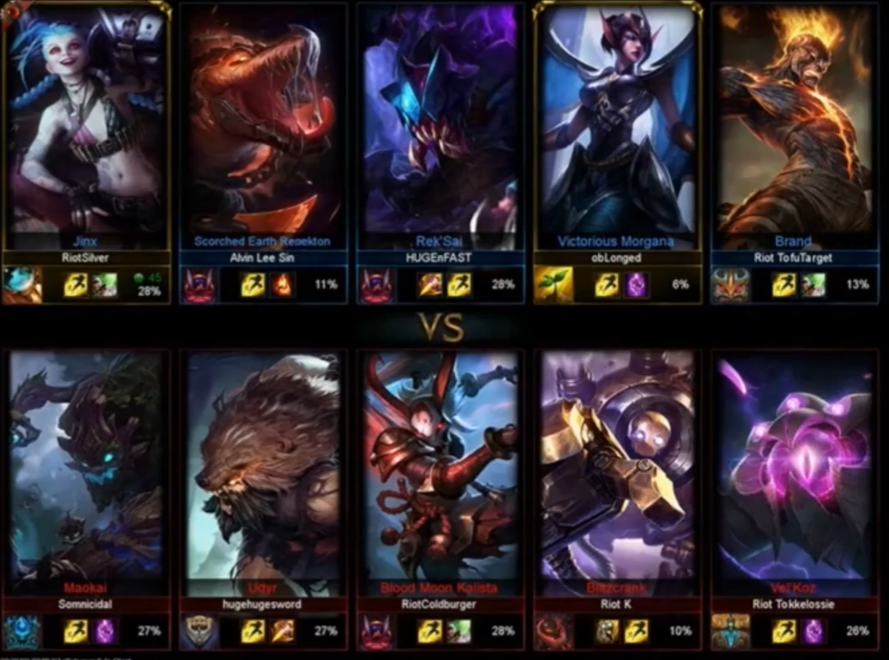 Jinx
RiotSilver
45
28%
Scorched Earth Renekton
Alvin Lee Sin
11%
Rek'Sai
HUGEnFAST
28%
Victorious Morgana
obLonged
6%
Brand
Riot TofuTarget
13%
VS
Maokai
Somnicidal
27%
Udyr
hugehugesword
27%
Blood Moon Kalista
RiotColdburger
28%
Blitzcrank
Riot K
10%
Vel'Koz
Riot Tokkelossie
26%